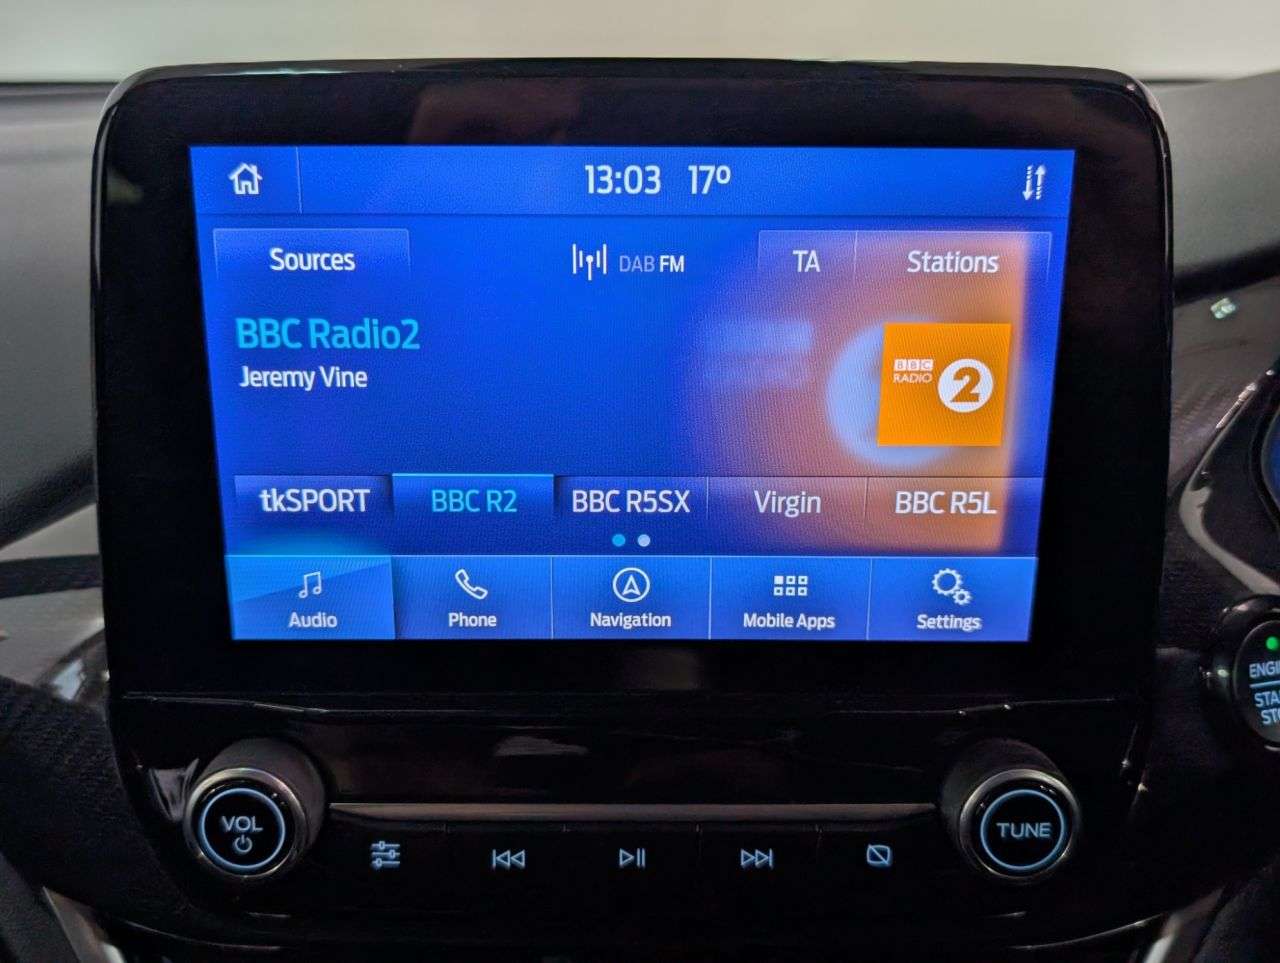 13:03 17º
Sources
DAB FM
TA
Stations
BBC Radio2
Jeremy Vine
BBC
RADIO
2
tkSPORT
BBC R2
BBC R5SX
Virgin
BBC R5L
Audio
Phone
Navigation
Mobile Apps
Settings
VOL
TUNE